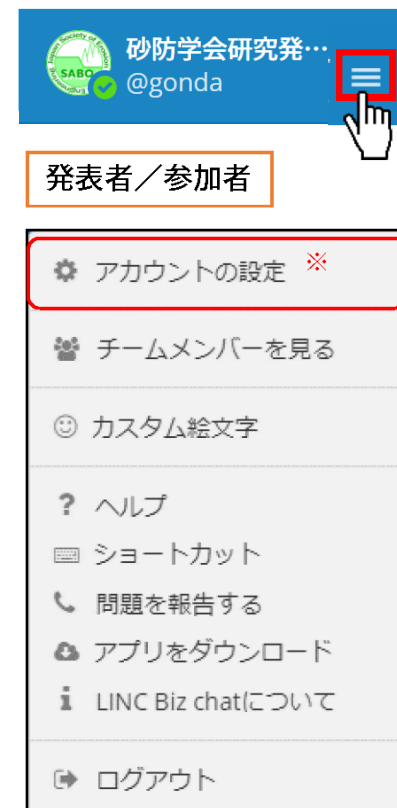 砂防学会研究発…
@gonda
SABO
発表者／参加者
アカウントの設定 ※
チームメンバーを見る
カスタム絵文字
? ヘルプ
ショートカット
問題を報告する
アプリをダウンロード
LINC Biz chatについて
ログアウト